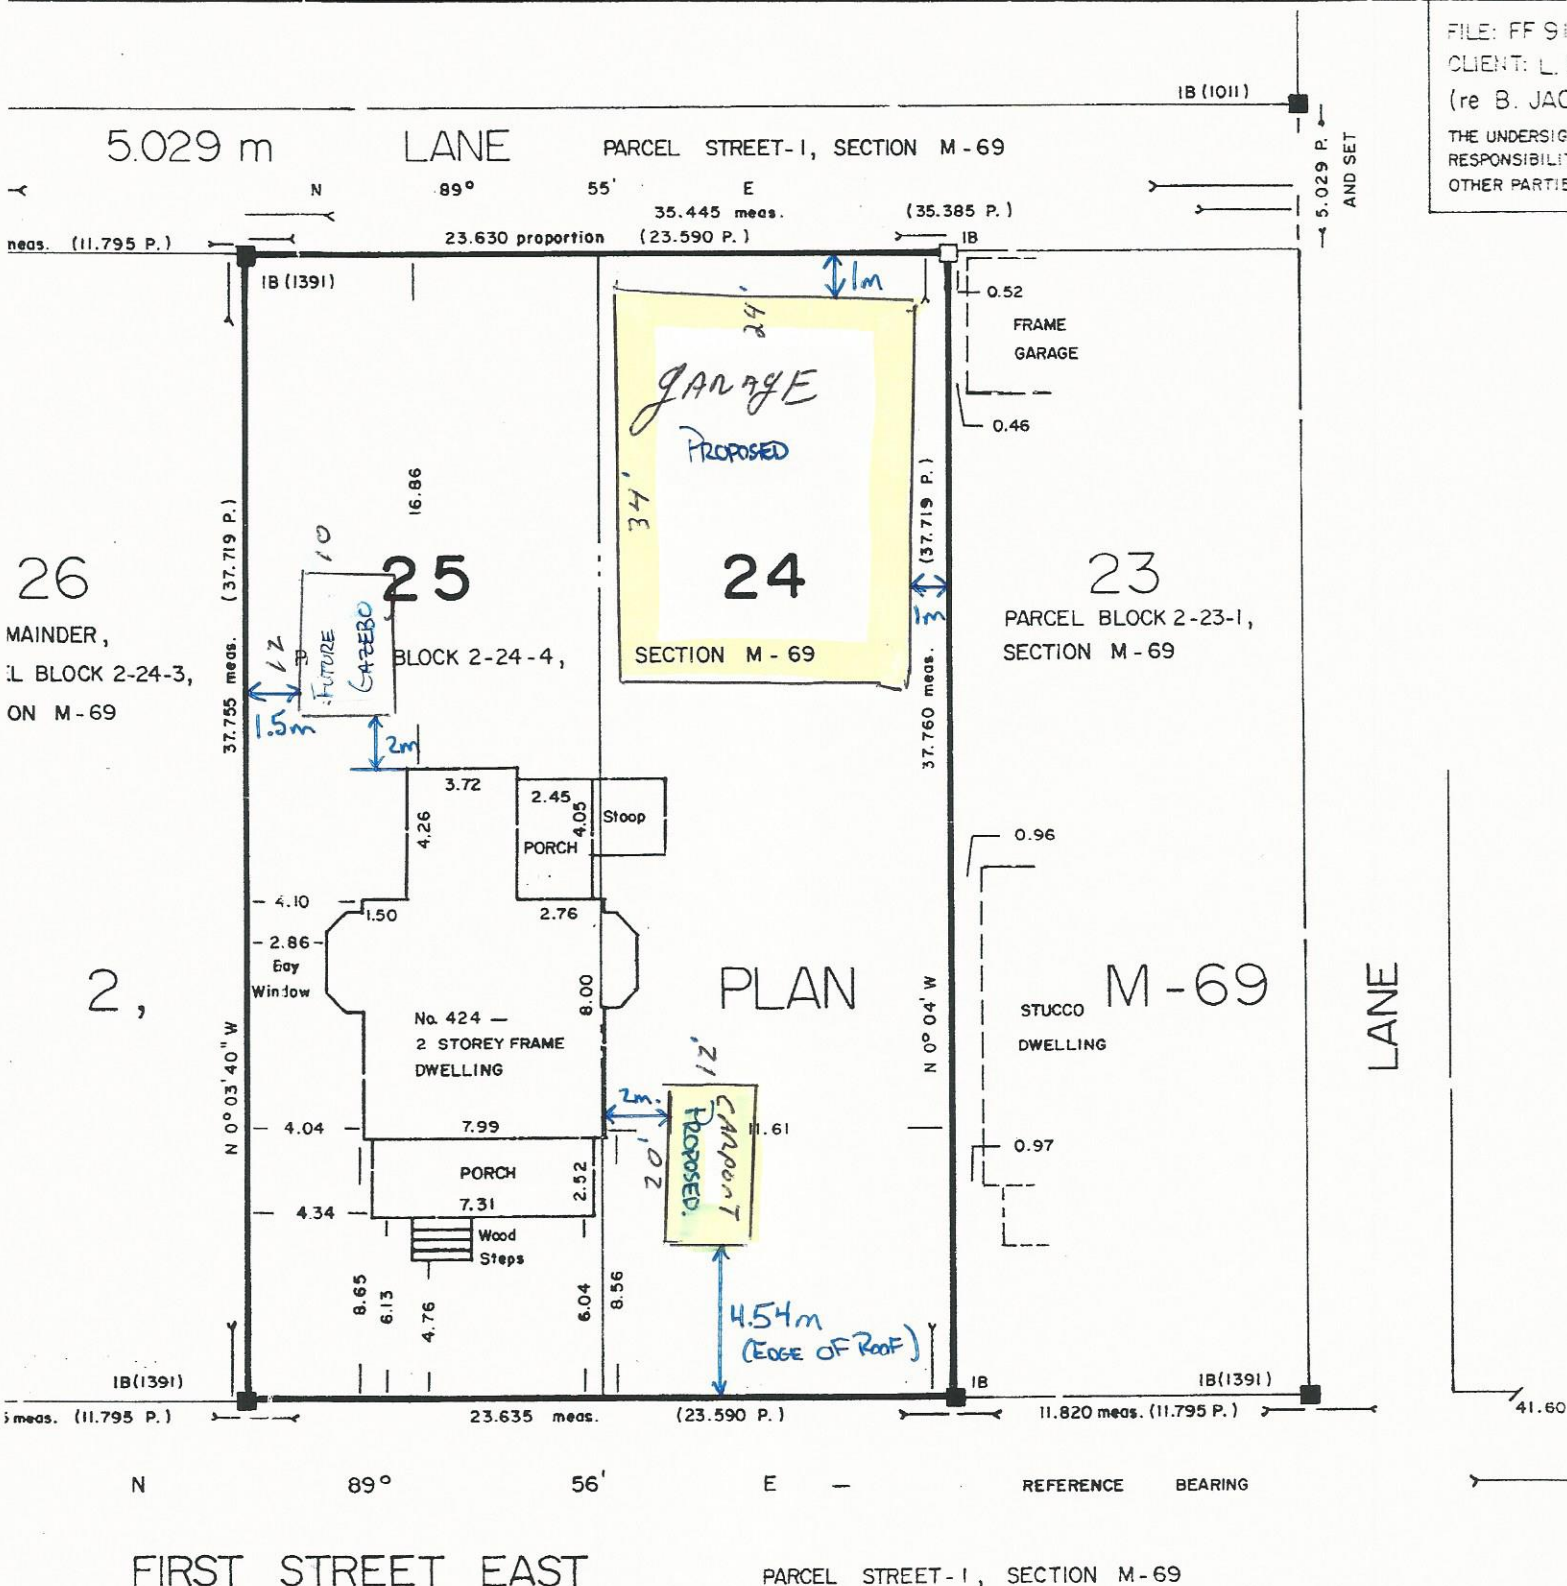 FILE: FF 91
CLIENT: L.
(re B. JAC
THE UNDERSIG
RESPONSIBILIT
OTHER PARTIE
IB (1011)
5.029 m LANE PARCEL STREET-1, SECTION M-69
5.029 P.
AND SET
N 89° 55' E
35.445 meas. (35.385 P.)
neas. (11.795 P.)
23.630 proportion (23.590 P.)
IB
IB (1391)
1m
0.52
FRAME
GARAGE
0.46
24'
GARAGE
PROPOSED
34'
16.86
(37.719 P.)
(37.719 P.)
26
25
24
23
10
MAINDER,
EL BLOCK 2-24-3,
ON M-69
12
FUTURE
GAZEBO
P
BLOCK 2-24-4,
SECTION M-69
1m
PARCEL BLOCK 2-23-1,
SECTION M-69
37.755 meas.
37.760 meas.
1.5m
2m
3.72
2.45
4.26
4.05
Stoop
PORCH
0.96
4.10
1.50
2.76
2.86
Bay
Window
8.00
2,
PLAN
M-69
LANE
No. 424
2 STOREY FRAME
DWELLING
STUCCO
DWELLING
N 0° 03' 40" W
N 0° 04' W
12'
2m.
CARPORT
PROPOSED.
20'
11.61
4.04
7.99
0.97
PORCH
2.52
7.31
4.34
Wood
Steps
8.65
6.13
4.76
6.04
8.56
4.54m
(EDGE OF ROOF)
IB(1391)
IB
IB(1391)
5 meas. (11.795 P.)
23.635 meas. (23.590 P.)
11.820 meas. (11.795 P.)
41.60
N 89° 56' E — REFERENCE BEARING
FIRST STREET EAST PARCEL STREET-1, SECTION M-69